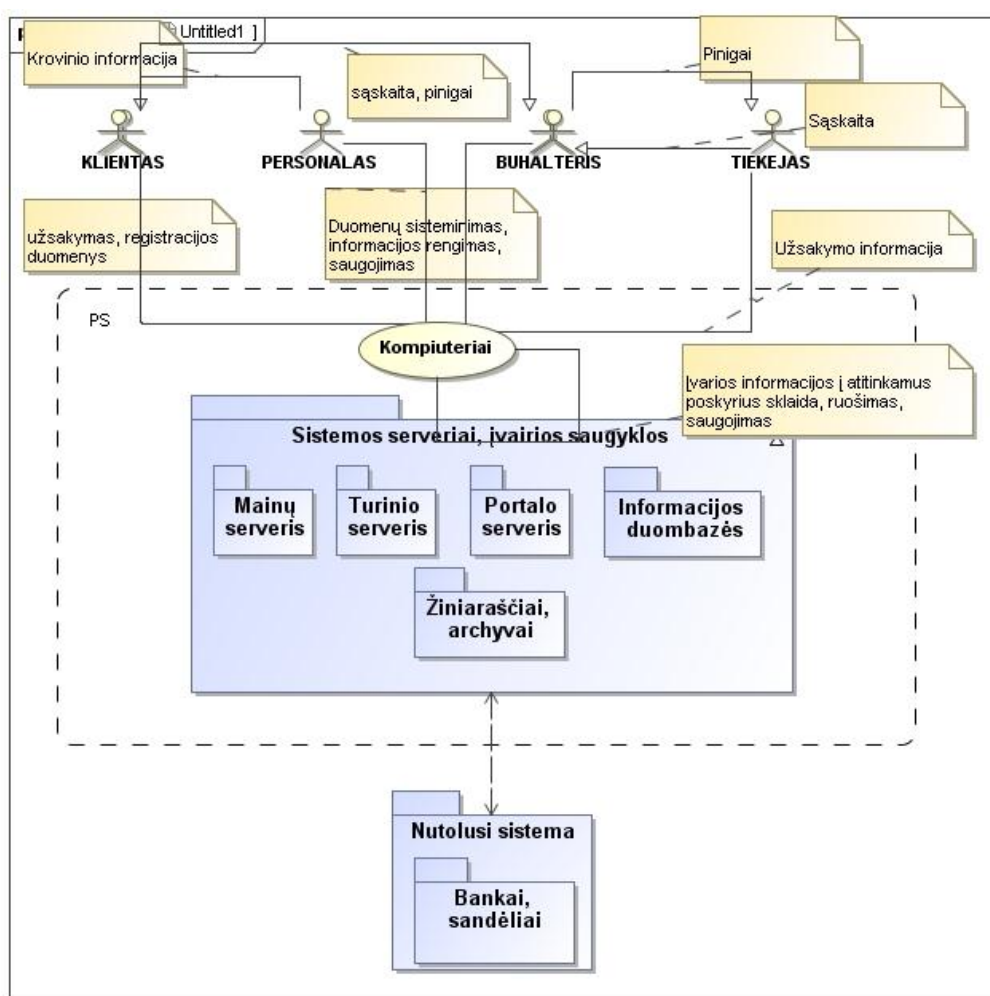 Untitled1 ]
Krovinio informacija
sąskaita, pinigai
Pinigai
Sąskaita
KLIENTAS
PERSONALAS
BUHALTERIS
TIEKEJAS
užsakymas, registracijos
duomenys
Duomenų sisteminimas,
informacijos rengimas,
saugojimas
Užsakymo informacija
PS
Kompiuteriai
Įvarios informacijos į atitinkamus
poskyrius sklaida, ruošimas,
saugojimas
Sistemos serveriai, įvairios saugyklos
Mainų
serveris
Turinio
serveris
Portalo
serveris
Informacijos
duombazės
Žiniaraščiai,
archyvai
Nutolusi sistema
Bankai,
sandėliai